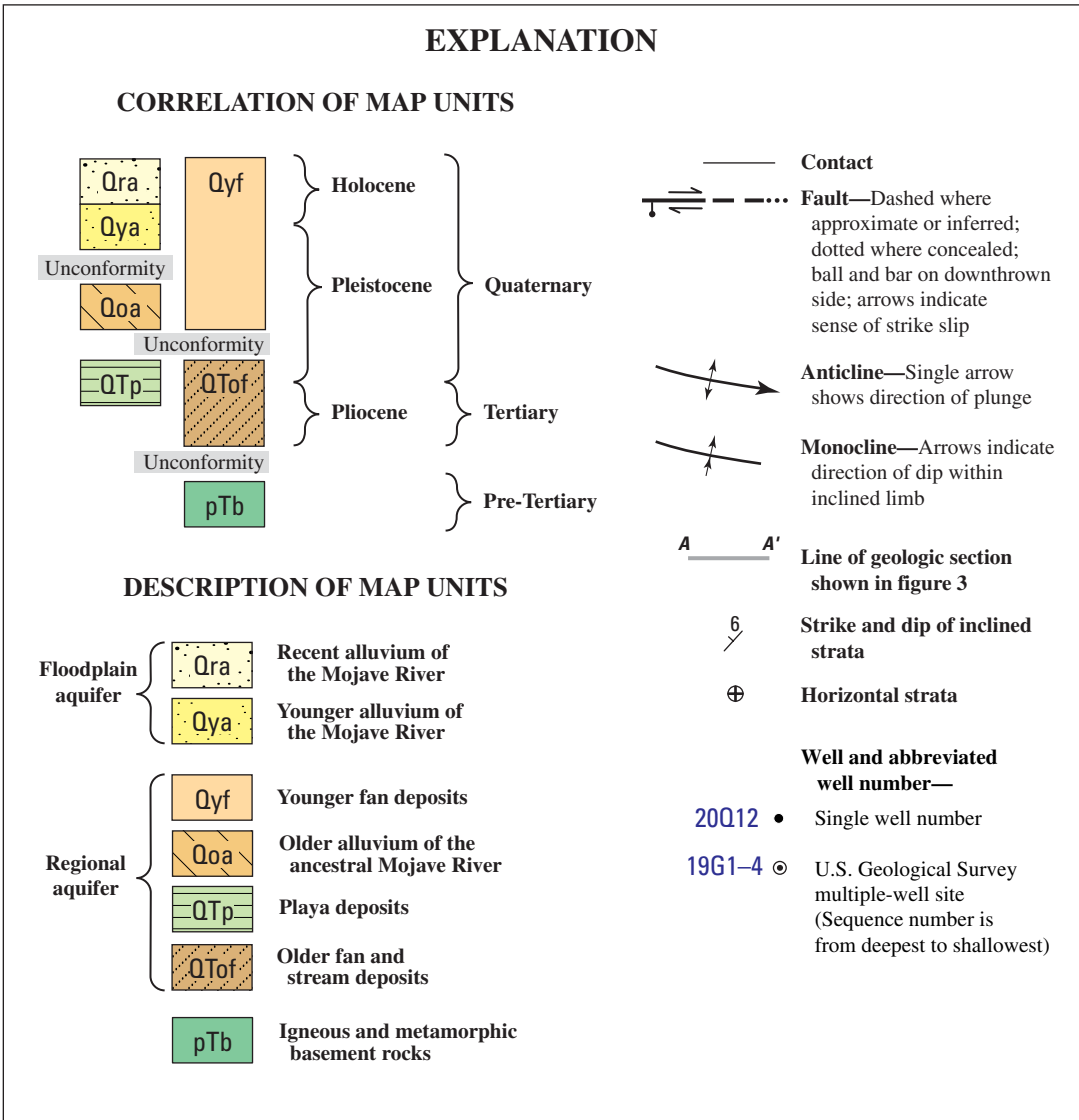 EXPLANATION
CORRELATION OF MAP UNITS
Qra
Qyf
Qya
Unconformity
Qoa
Unconformity
QTp
QTof
Unconformity
pTb
Holocene
Pleistocene
Pliocene
Quaternary
Tertiary
Pre-Tertiary
DESCRIPTION OF MAP UNITS
Floodplain
aquifer
Qra
Recent alluvium of
the Mojave River
Qya
Younger alluvium of
the Mojave River
Regional
aquifer
Qyf
Younger fan deposits
Qoa
Older alluvium of the
ancestral Mojave River
QTp
Playa deposits
QTof
Older fan and
stream deposits
pTb
Igneous and metamorphic
basement rocks
Contact
Fault—Dashed where
approximate or inferred;
dotted where concealed;
ball and bar on downthrown
side; arrows indicate
sense of strike slip
Anticline—Single arrow
shows direction of plunge
Monocline—Arrows indicate
direction of dip within
inclined limb
A A'
Line of geologic section
shown in figure 3
6
Strike and dip of inclined
strata
Horizontal strata
Well and abbreviated
well number—
20Q12
Single well number
19G1–4
U.S. Geological Survey
multiple-well site
(Sequence number is
from deepest to shallowest)